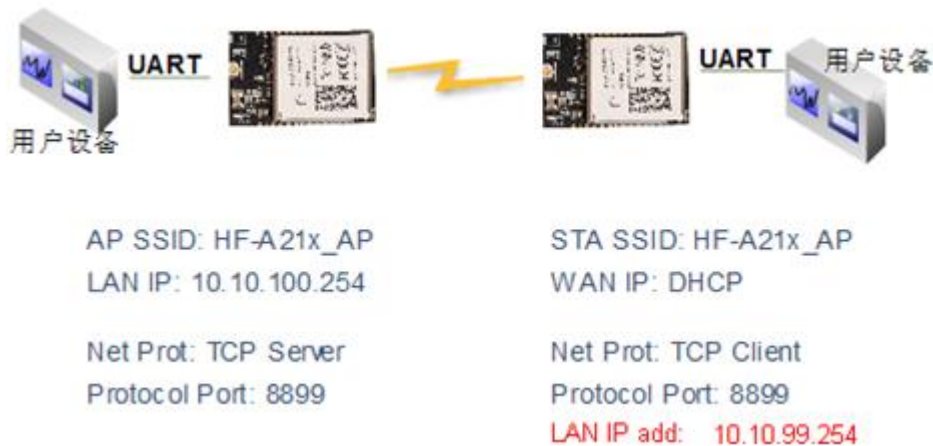 UART
UART
用户设备
用户设备
AP SSID: HF-A21x_AP
LAN IP: 10.10.100.254
Net Prot: TCP Server
Protocol Port: 8899
STA SSID: HF-A21x_AP
WAN IP: DHCP
Net Prot: TCP Client
Protocol Port: 8899
LAN IP add: 10.10.99.254